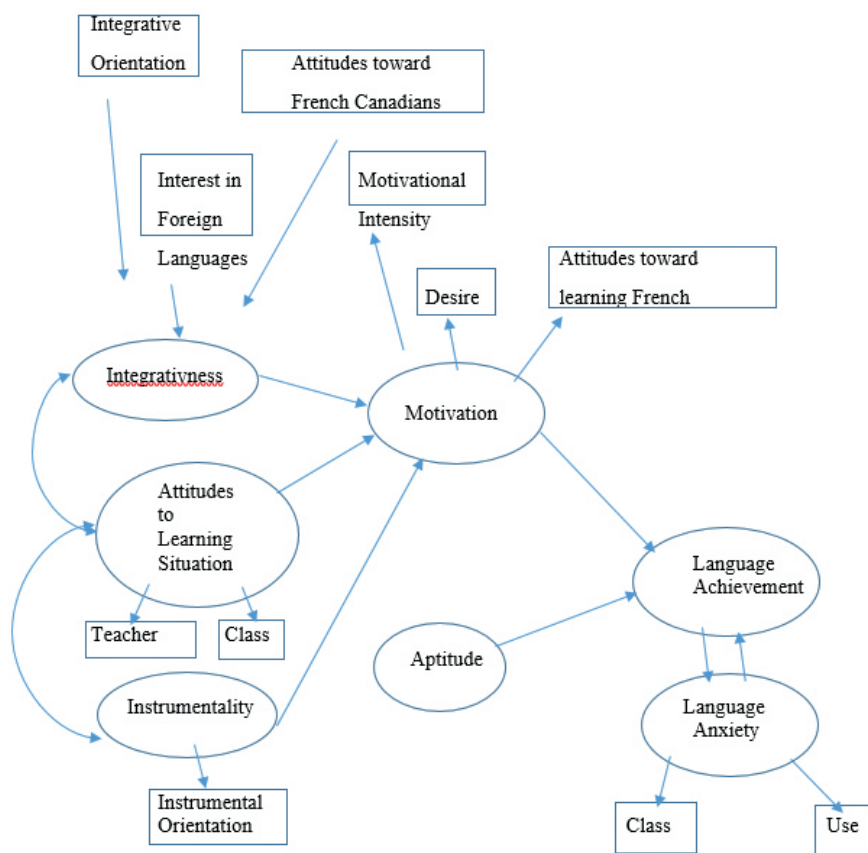 Integrative
Orientation
Attitudes toward
French Canadians
Interest in
Foreign
Languages
Motivational
Intensity
Desire
Attitudes toward
learning French
Integrativness
Motivation
Attitudes
to
Learning
Situation
Teacher
Class
Language
Achievement
Aptitude
Instrumentality
Language
Anxiety
Instrumental
Orientation
Class
Use